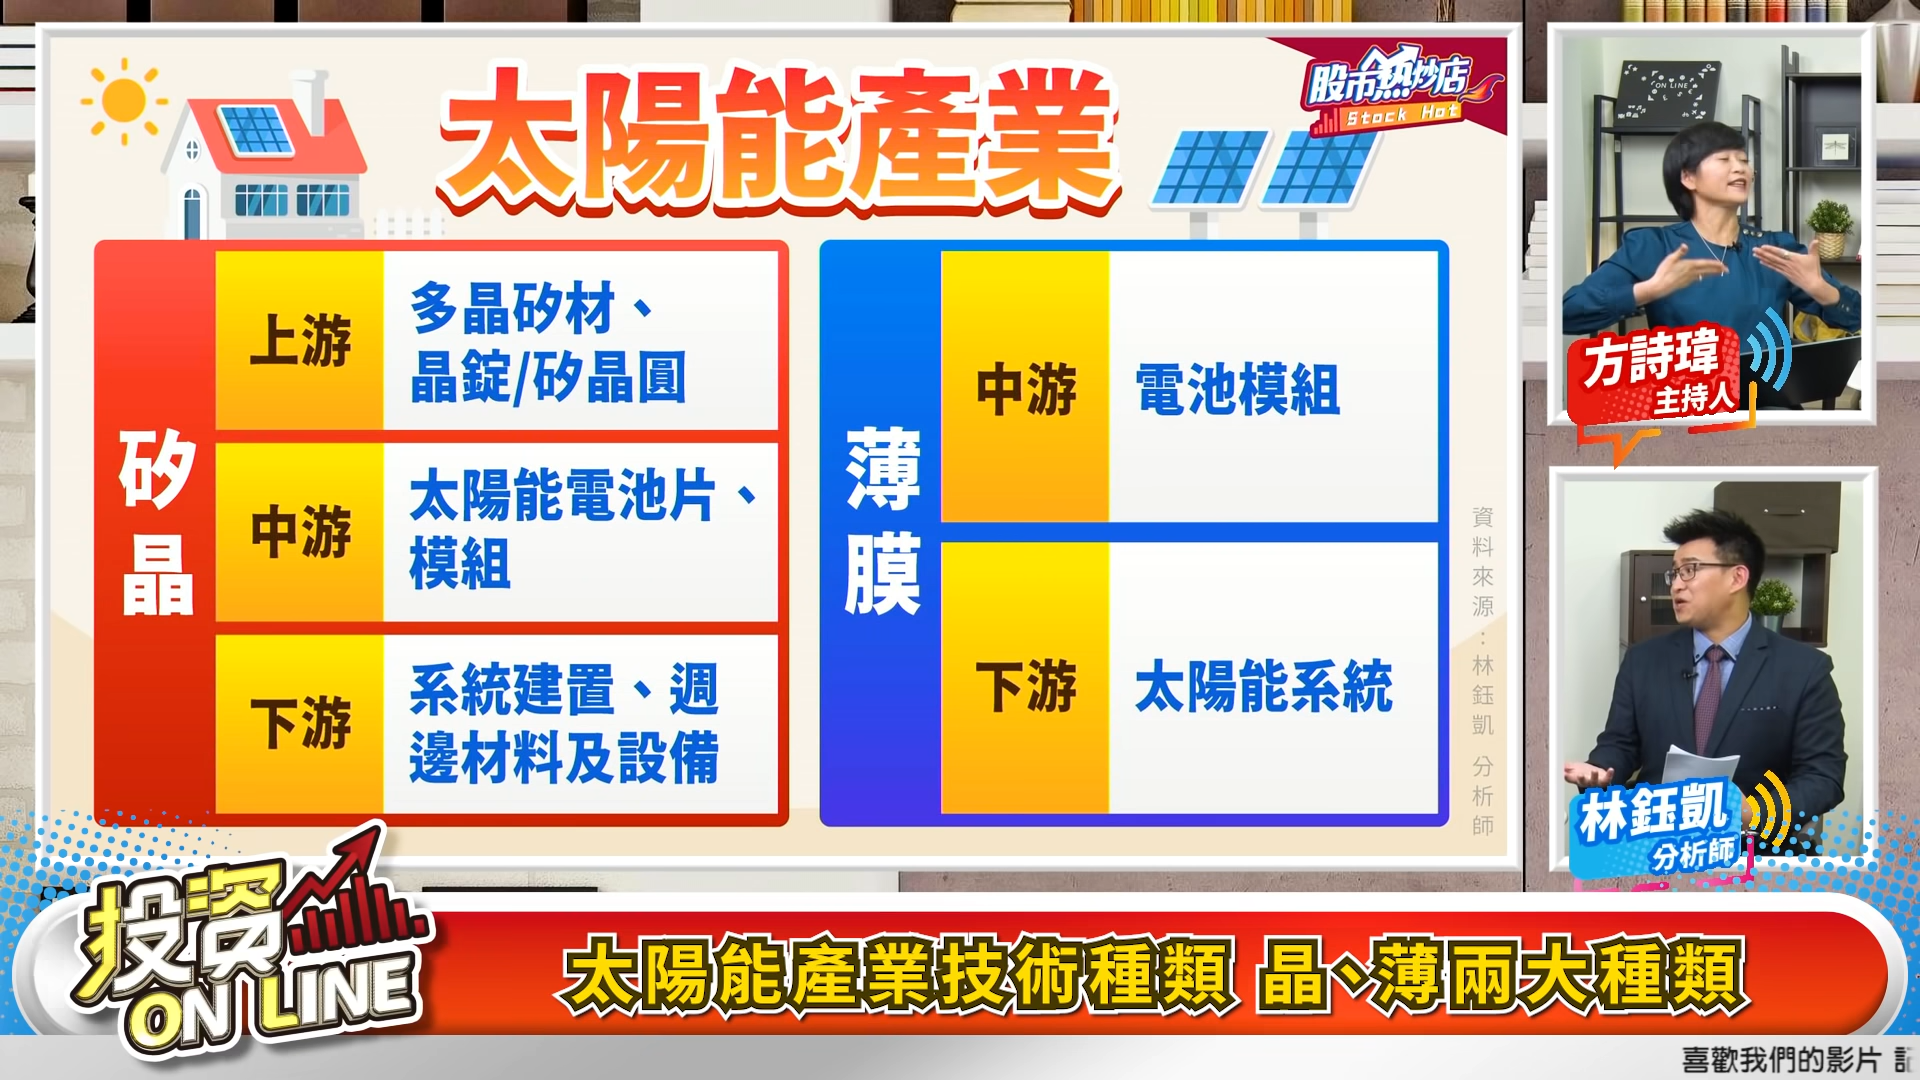 太陽能產業
股市熱炒店
Stock Hot
矽晶
上游
多晶矽材、
晶錠/矽晶圓
中游
太陽能電池片、
模組
下游
系統建置、週
邊材料及設備
薄膜
中游
電池模組
下游
太陽能系統
資料來源：林鈺凱 分析師
ON LINE
方詩瑋
主持人
林鈺凱
分析師
投資
ON LINE
太陽能產業技術種類 晶、薄兩大種類
喜歡我們的影片